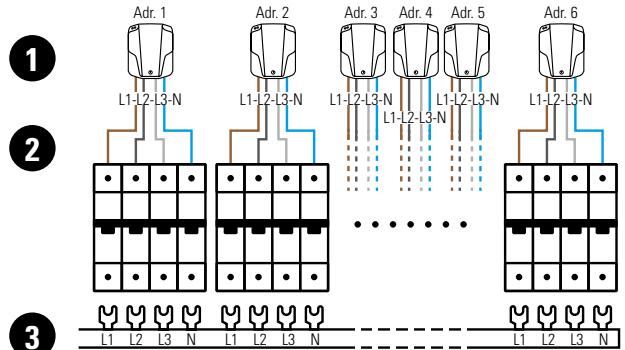 Adr. 1 Adr. 2 Adr. 3 Adr. 4 Adr. 5 Adr. 6
1
L1-L2-L3-N L1-L2-L3-N L1-L2-L3-N L1-L2-L3-N L1-L2-L3-N
L1-L2-L3-N
2
3
L1 L2 L3 N L1 L2 L3 N L1 L2 L3 N